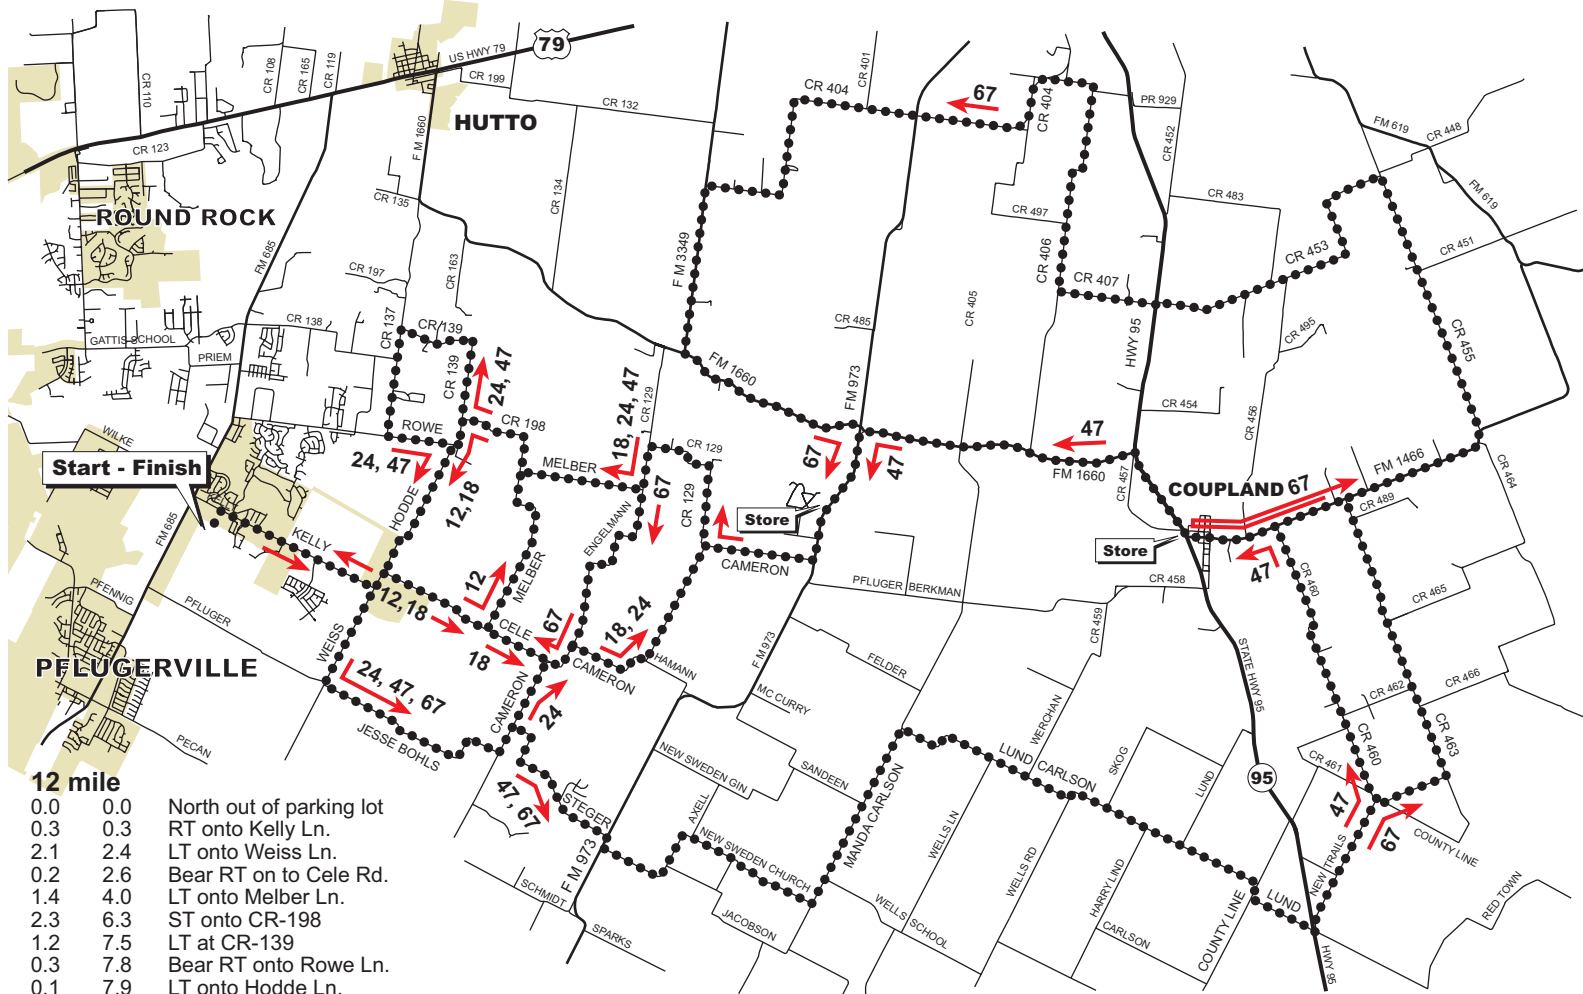 79
US HWY 79
CR 199
CR 132
CR 110
CR 108
CR 165
CR 119
CR 123
HUTTO
F M 1660
CR 134
CR 135
CR 401
CR 404
67
CR 404
PR 929
CR 452
FM 619
CR 448
FM 619
CR 483
CR 451
CR 453
CR 497
CR 406
CR 407
ROUND ROCK
FM 685
CR 197
CR 163
F M 3349
CR 405
CR 485
HWY 95
CR 495
CR 455
CR 138
CR 137
CR 139
CR 139
GATTIS SCHOOL
PRIEM
24, 47
FM 1660
FM 973
CR 454
CR 456
ROWE
CR 198
18, 24, 47
CR 129
CR 129
WILKE
Start - Finish
24, 47
12,18
MELBER
67
CR 129
67
47
47
FM 1660
CR 457
COUPLAND 67
FM 1466
CR 464
CR 489
HODDE
ENGELMANN
Store
Store
FM 685
KELLY
CAMERON
PFLUGER BERKMAN
CR 458
47
CR 460
CR 465
PFENNIG
PFLUGER
12,18
12
MELBER
CELE
67
18, 24
CR 459
18
WEISS
PFLUGERVILLE
24, 47, 67
CAMERON
CAMERON
HAMANN
24
F M 973
FELDER
MC CURRY
WERCHAN
STATE HWY 95
CR 462
CR 466
CR 463
CR 460
CR 461
JESSE BOHLS
PECAN
NEW SWEDEN GIN
SANDEEN
LUND CARLSON
SKOG
LUND
95
47
67
COUNTY LINE
47, 67
STEGER
AXELL
NEW SWEDEN CHURCH
MANDA CARLSON
WELLS LN
WELLS RD
HARRY LIND
NEW TRAILS
F M 973
SCHMIDT
SPARKS
JACOBSON
WELLS SCHOOL
CARLSON
COUNTY LINE
LUND
RED TOWN
HWY 95
12 mile
0.0 0.0 North out of parking lot
0.3 0.3 RT onto Kelly Ln.
2.1 2.4 LT onto Weiss Ln.
0.2 2.6 Bear RT on to Cele Rd.
1.4 4.0 LT onto Melber Ln.
2.3 6.3 ST onto CR-198
1.2 7.5 LT at CR-139
0.3 7.8 Bear RT onto Rowe Ln.
0.1 7.9 LT onto Hodde Ln.